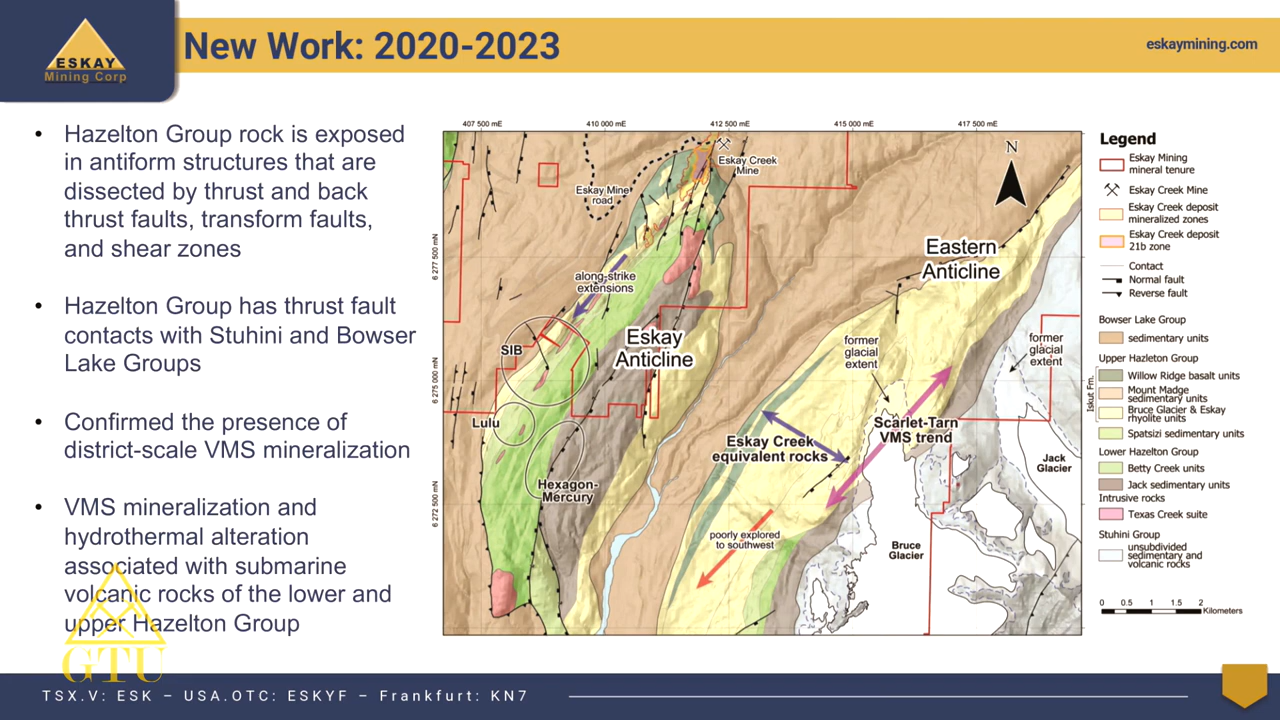 ESKAY
Mining Corp
New Work: 2020-2023
eskaymining.com
• Hazelton Group rock is exposed
in antiform structures that are
dissected by thrust and back
thrust faults, transform faults,
and shear zones
• Hazelton Group has thrust fault
contacts with Stuhini and Bowser
Lake Groups
• Confirmed the presence of
district-scale VMS mineralization
• VMS mineralization and
hydrothermal alteration
associated with submarine
volcanic rocks of the lower and
upper Hazelton Group
GTU
407 500 mE
410 000 mE
412 500 mE
415 000 mE
417 500 mE
6 277 500 mN
6 275 000 mN
6 272 500 mN
Eskay Creek
Mine
Eskay Mine
road
along-strike
extensions
SIB
Eskay
Anticline
Lulu
Hexagon-
Mercury
N
Eastern
Anticline
former
glacial
extent
former
glacial
extent
Scarlet-Tarn
VMS trend
Eskay Creek
equivalent rocks
Jack
Glacier
poorly explored
to southwest
Bruce
Glacier
Legend
Eskay Mining
mineral tenure
Eskay Creek Mine
Eskay Creek deposit
mineralized zones
Eskay Creek deposit
21b zone
Contact
Normal fault
Reverse fault
Bowser Lake Group
sedimentary units
Upper Hazleton Group
Iskut Fm.
Willow Ridge basalt units
Mount Madge
sedimentary units
Bruce Glacier & Eskay
rhyolite units
Spatsizi sedimentary units
Lower Hazelton Group
Betty Creek units
Jack sedimentary units
Intrusive rocks
Texas Creek suite
Stuhini Group
unsubdivided
sedimentary and
volcanic rocks
0 0.5 1 1.5 2
Kilometers
TSX.V: ESK – USA.OTC: ESKYF – Frankfurt: KN7